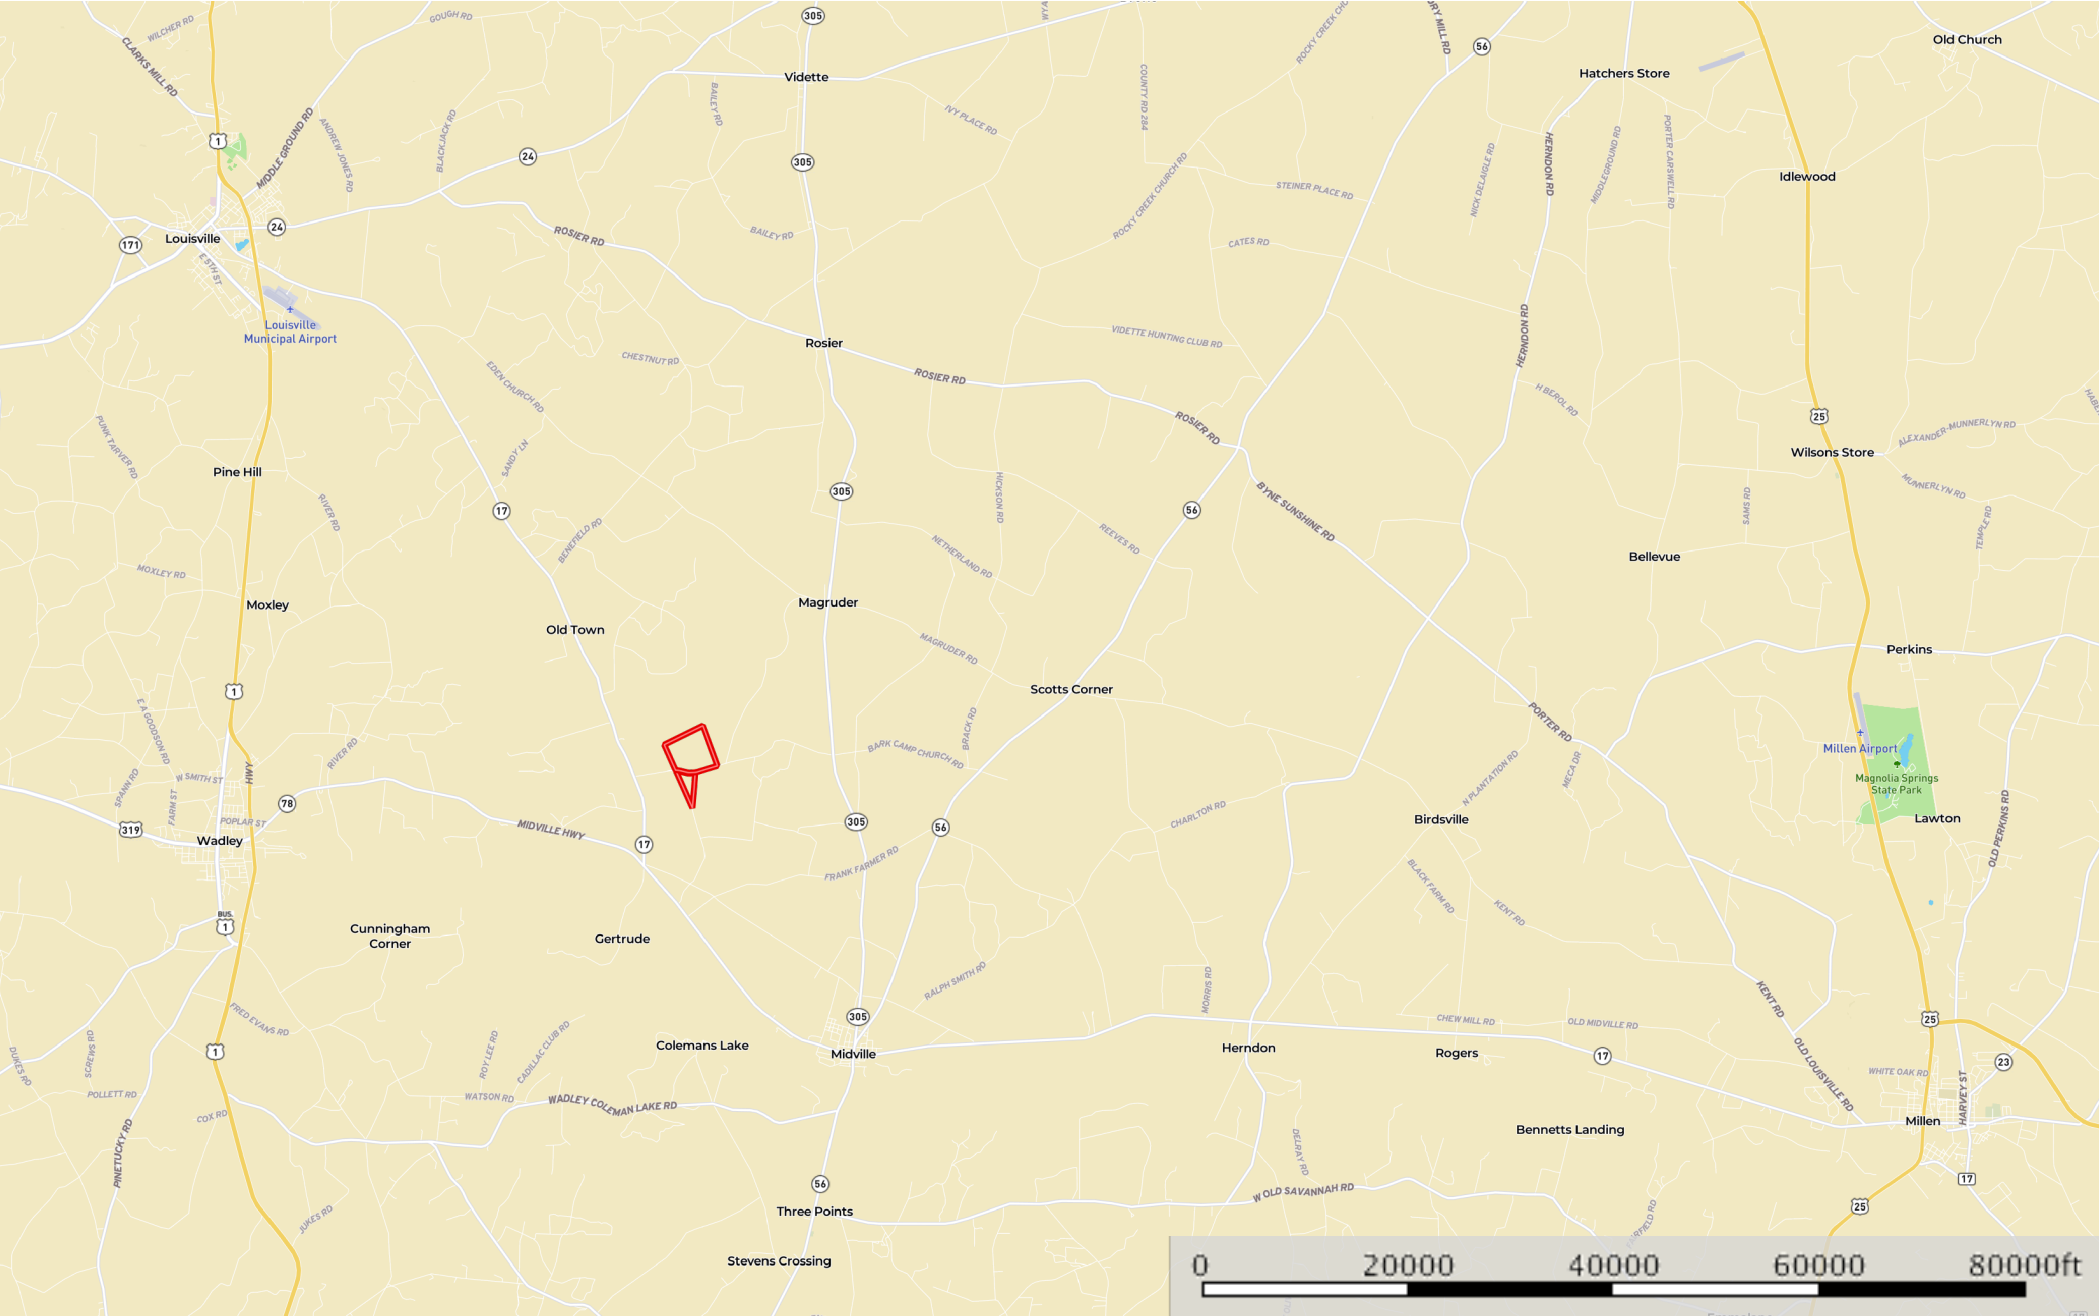 305
GOUGH RD
WILCHER RD
CLARKS MILL RD
56
Old Church
Hatchers Store
Vidette
BAILEY RD
COUNTY RD 284
IVY PLACE RD
1
MIDDLE GROUND RD
ANDREW JONES RD
BLACKJACK RD
24
305
HERNDON RD
MIDDLEGROUND RD
PORTER CARSWELL RD
NICK DELAIGLE RD
Idlewood
STEINER PLACE RD
ROCKY CREEK CHURCH RD
24
171
Louisville
E 5TH ST
ROSIER RD
BAILEY RD
CATES RD
Louisville
Municipal Airport
Rosier
VIDETTE HUNTING CLUB RD
HERNDON RD
CHESTNUT RD
EDEN CHURCH RD
ROSIER RD
H BEROL RD
25
ROSIER RD
ALEXANDER-MUNNERLYN RD
Wilsons Store
PUNK TARVER RD
SANDY LN
Pine Hill
305
HICKSON RD
BYNE SUNSHINE RD
MUNNERLYN RD
SAMS RD
17
RIVER RD
56
TEMPLE RD
BENEFIELD RD
REEVES RD
NETHERLAND RD
Bellevue
MOXLEY RD
Moxley
Magruder
Old Town
MAGRUDER RD
Perkins
1
Scotts Corner
E A GOODSON RD
BRACK RD
PORTER RD
RIVER RD
BARK CAMP CHURCH RD
Millen Airport
HWY
W SMITH ST
SPANN RD
FARM ST
N PLANTATION RD
MECA DR
Magnolia Springs
State Park
78
319
POPLAR ST
Wadley
MIDVILLE HWY
305
56
CHARLTON RD
Birdsville
Lawton
OLD PERKINS RD
17
FRANK FARMER RD
BLACK FARM RD
KENT RD
BUS.
1
Cunningham
Corner
Gertrude
RALPH SMITH RD
MORRIS RD
KENT RD
FRED EVANS RD
305
CHEW MILL RD
OLD MIDVILLE RD
25
DUKES RD
SCREWS RD
1
ROY LEE RD
CADILLAC CLUB RD
Colemans Lake
Midville
Herndon
Rogers
17
OLD LOUISVILLE RD
23
WHITE OAK RD
HARVEY ST
POLLETT RD
WATSON RD
WADLEY COLEMAN LAKE RD
COX RD
PINETUCKY RD
Bennetts Landing
Millen
DELRAY RD
56
17
W OLD SAVANNAH RD
Three Points
25
JUKES RD
Stevens Crossing
0 20000 40000 60000 80000ft